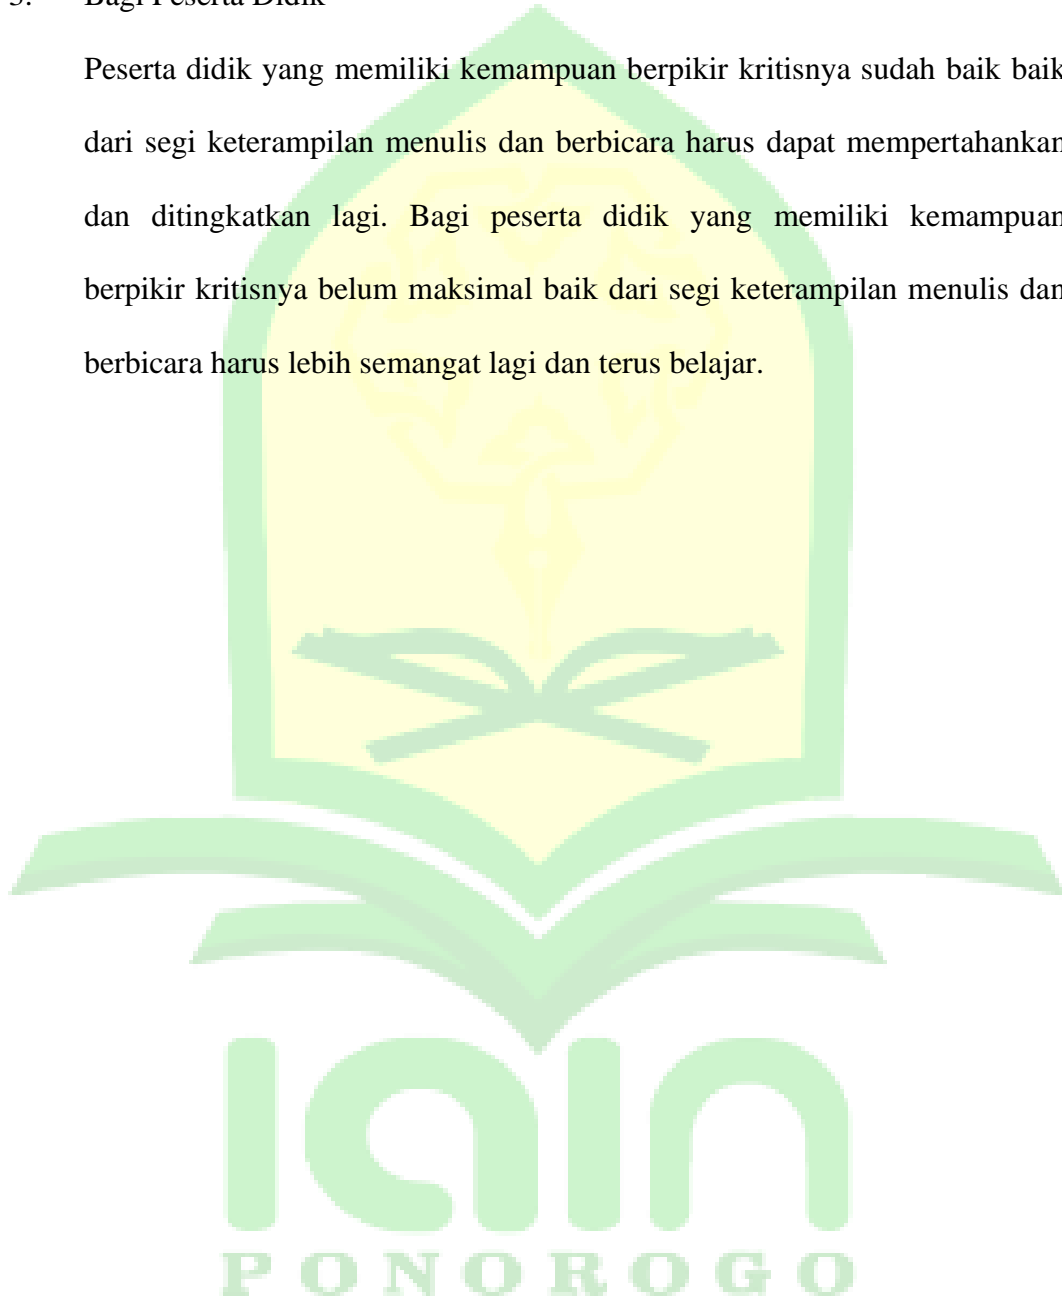 3. Bagi Peserta Didik
Peserta didik yang memiliki kemampuan berpikir kritisnya sudah baik baik
dari segi keterampilan menulis dan berbicara harus dapat mempertahankan
dan ditingkatkan lagi. Bagi peserta didik yang memiliki kemampuan
berpikir kritisnya belum maksimal baik dari segi keterampilan menulis dan
berbicara harus lebih semangat lagi dan terus belajar.
iain
PONOROGO